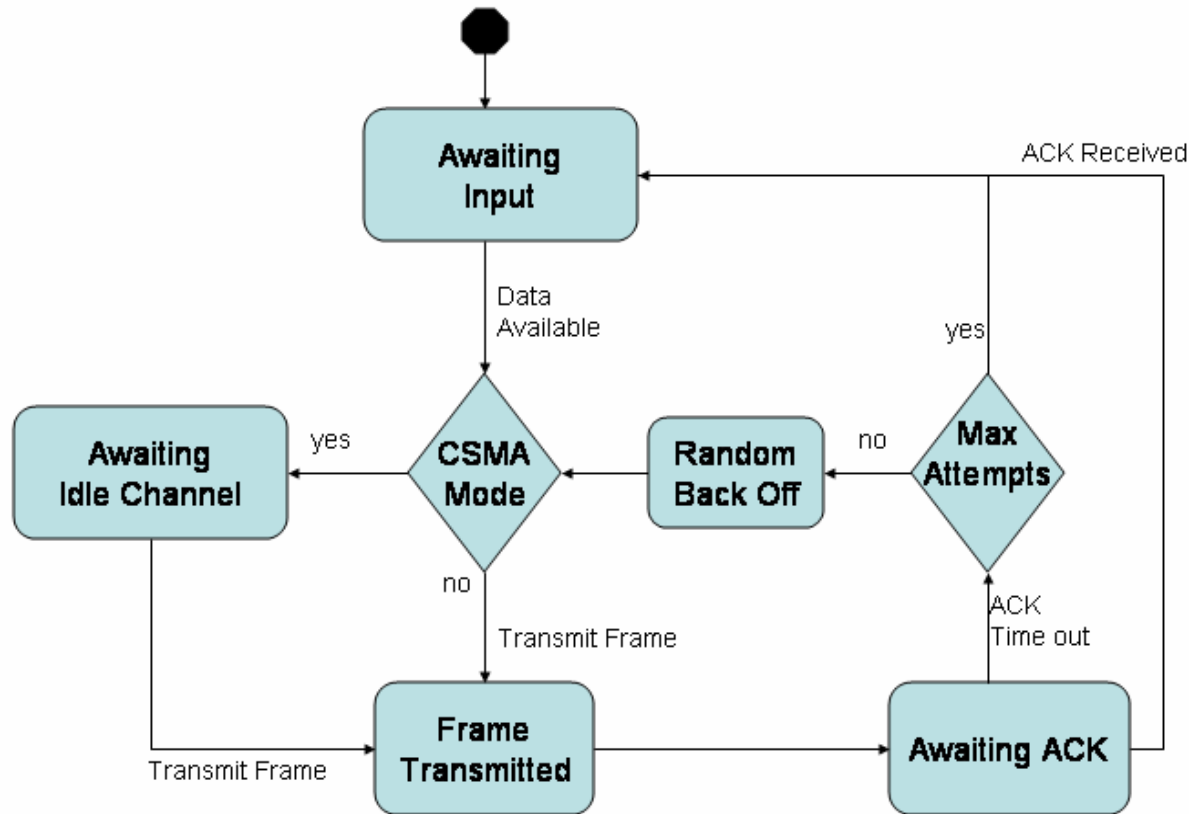 Awaiting
Input
ACK Received
Data
Available
yes
Awaiting
Idle Channel
yes
CSMA
Mode
Random
Back Off
no
Max
Attempts
no
Transmit Frame
ACK
Time out
Transmit Frame
Frame
Transmitted
Awaiting ACK